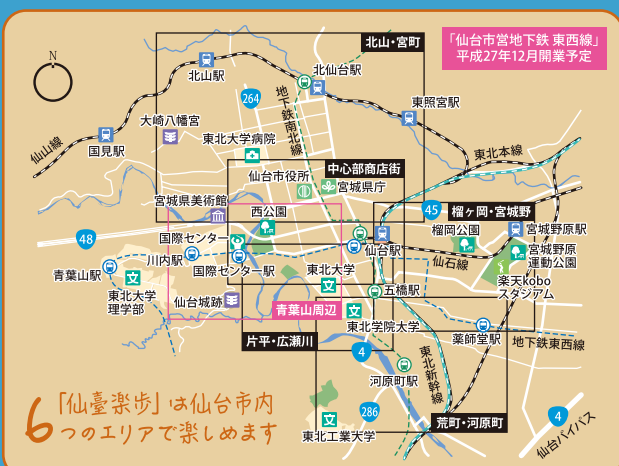 「仙台市営地下鉄 東西線」
平成27年12月開業予定
N
北山・宮町
北山駅
北仙台駅
264
地下鉄南北線
東照宮駅
大崎八幡宮
東北大学病院
仙山線
国見駅
東北本線
仙台市役所
中心部商店街
宮城県庁
宮城県美術館
西公園
45
榴ヶ岡・宮城野
48
国際センター
榴岡公園
宮城野原駅
川内駅
仙台駅
宮城野原
運動公園
青葉山駅
国際センター駅
仙石線
東北大学
理学部
仙台城跡
東北大学
五橋駅
楽天kobo
スタジアム
青葉山周辺
東北学院大学
薬師堂駅
地下鉄東西線
片平・広瀬川
4
河原町駅
東北新幹線
286
荒町・河原町
4
仙台バイパス
東北工業大学
「仙臺楽歩」は仙台市内
6つのエリアで楽しめます